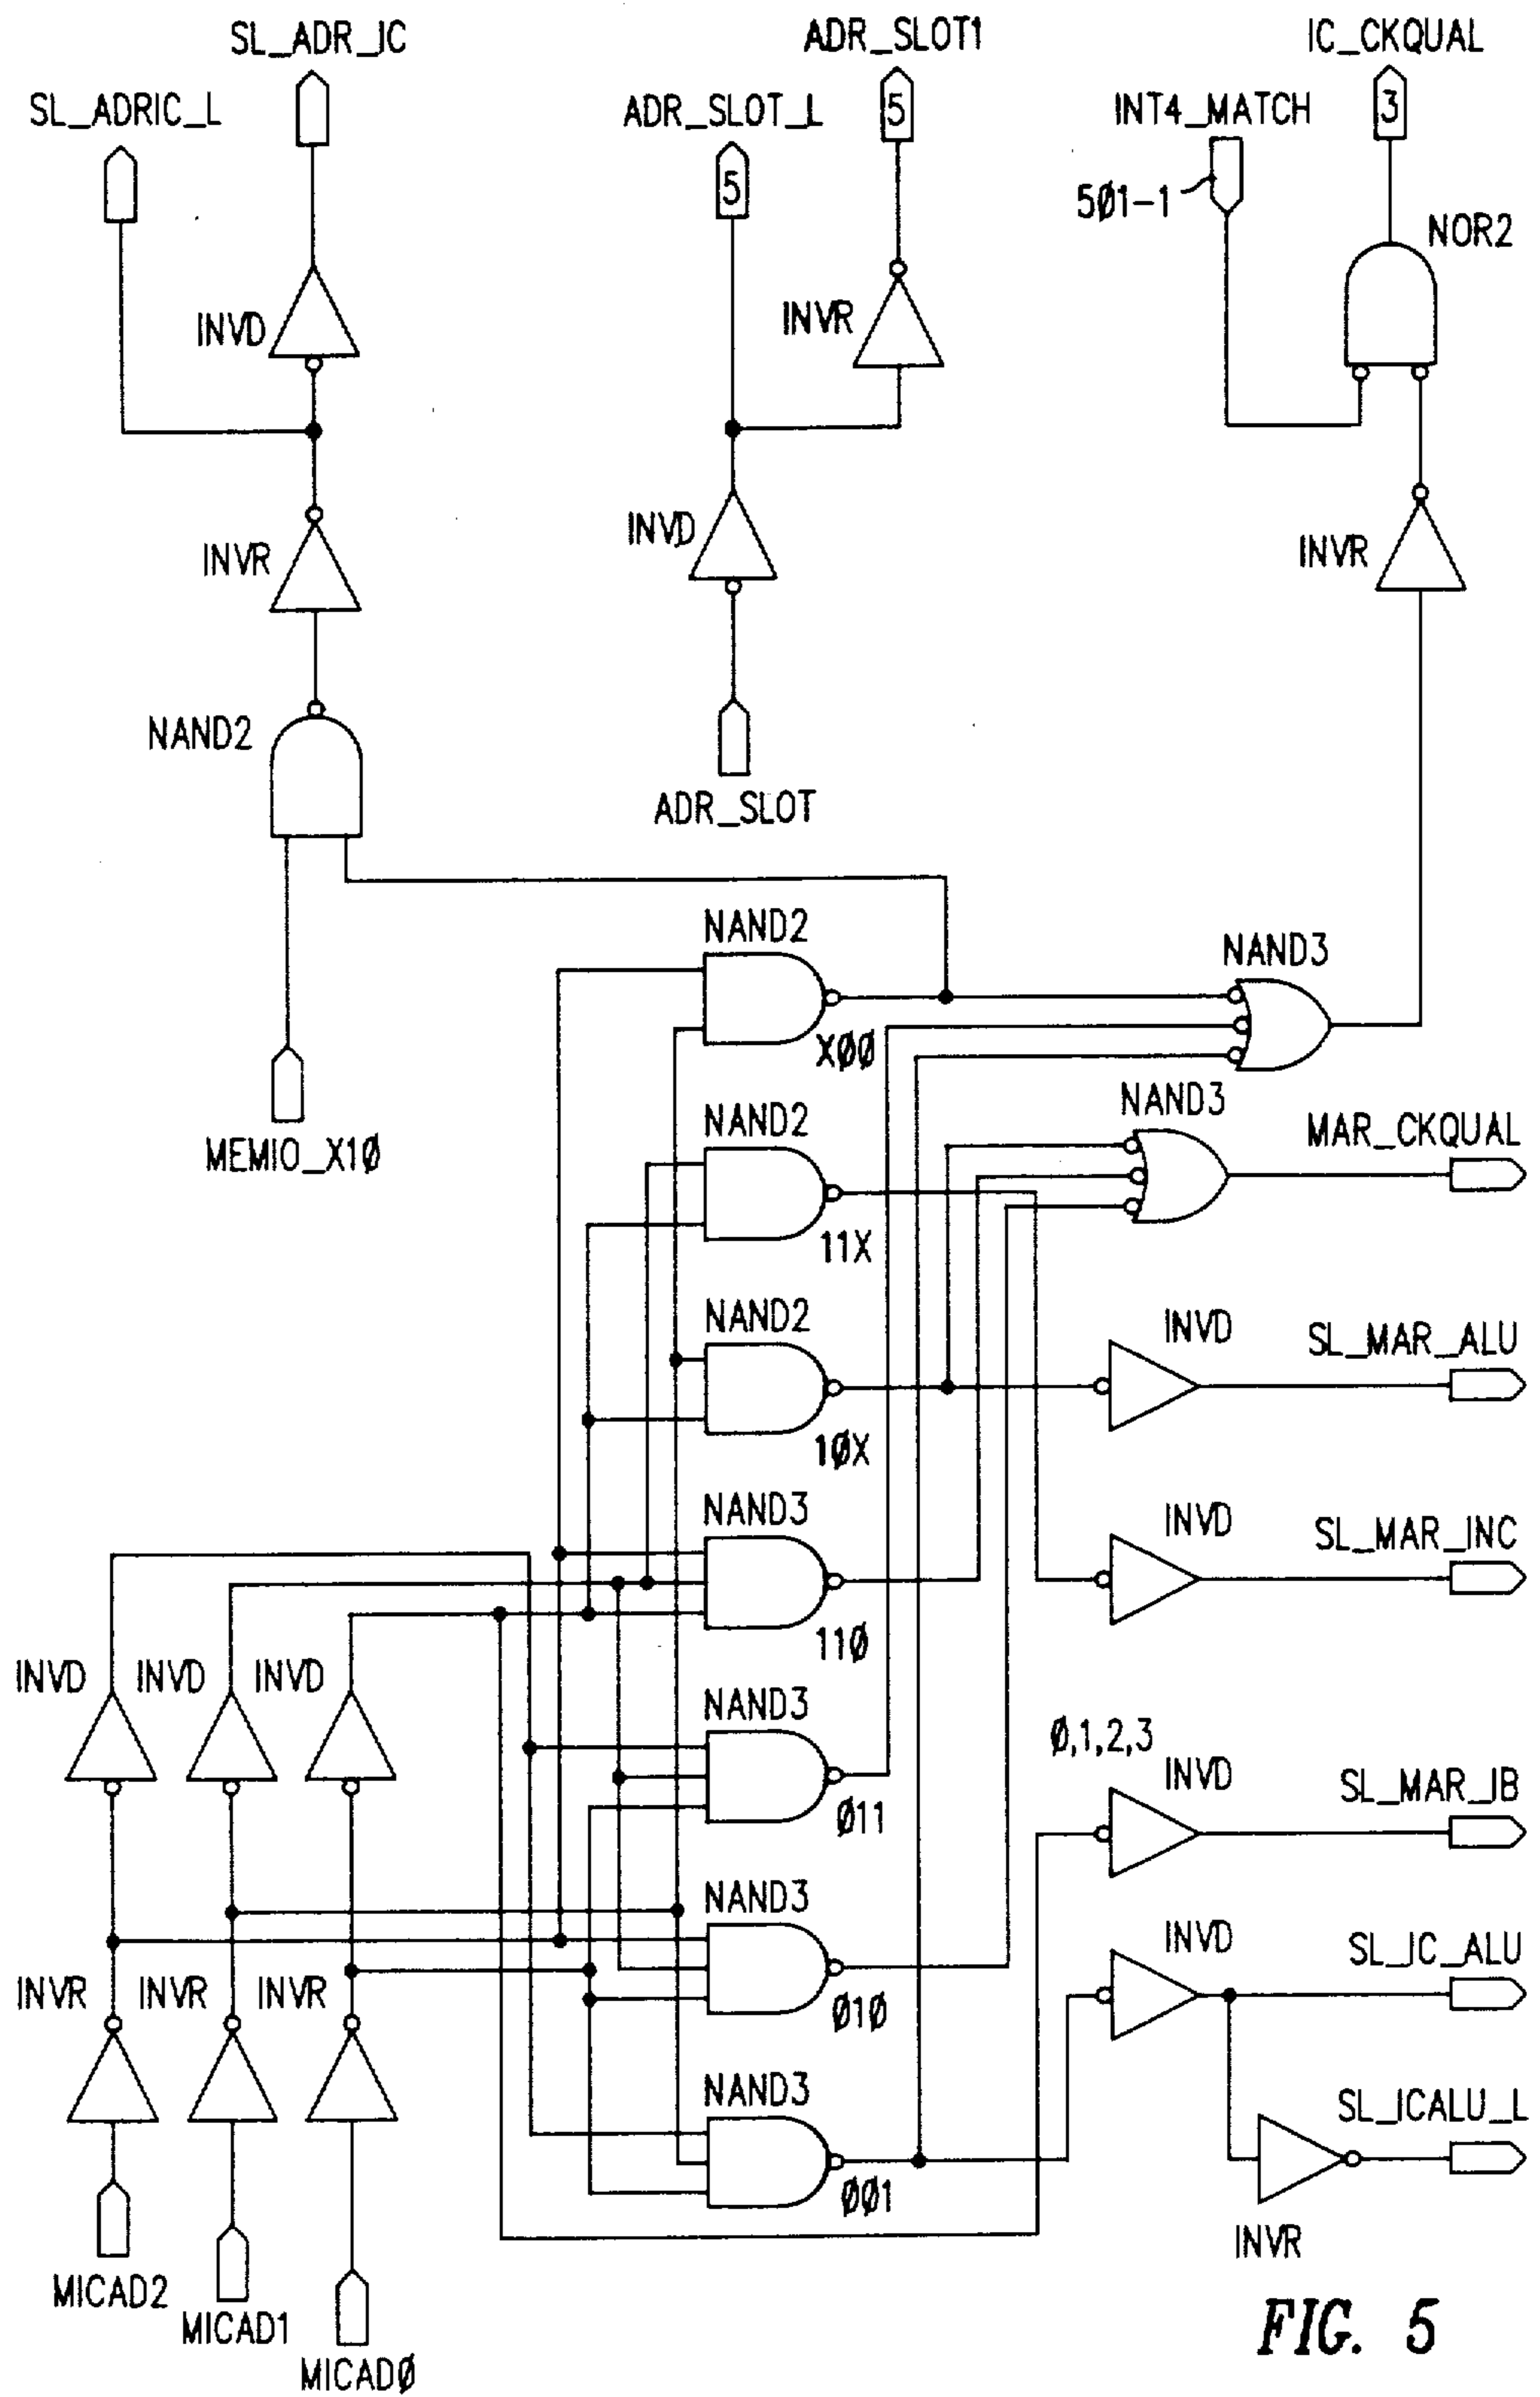 SL_ADR_IC
ADR_SLOT1
IC_CKQUAL
SL_ADRIC_L
ADR_SLOT_L
5
INT4_MATCH
3
5
5Ø1-1
NOR2
INVD
INVR
INVD
INVR
INVR
NAND2
ADR_SLOT
NAND2
NAND3
XØØ
NAND3
NAND2
MAR_CKQUAL
MEMIO_X1Ø
11X
NAND2
INVD
SL_MAR_ALU
1ØX
NAND3
INVD
SL_MAR_INC
11Ø
INVD
INVD
INVD
NAND3
Ø,1,2,3
INVD
SL_MAR_IB
Ø11
NAND3
INVD
SL_IC_ALU
INVR
INVR
INVR
Ø1Ø
NAND3
SL_ICALU_L
ØØ1
INVR
MICAD2
MICAD1
MICADØ
FIG. 5